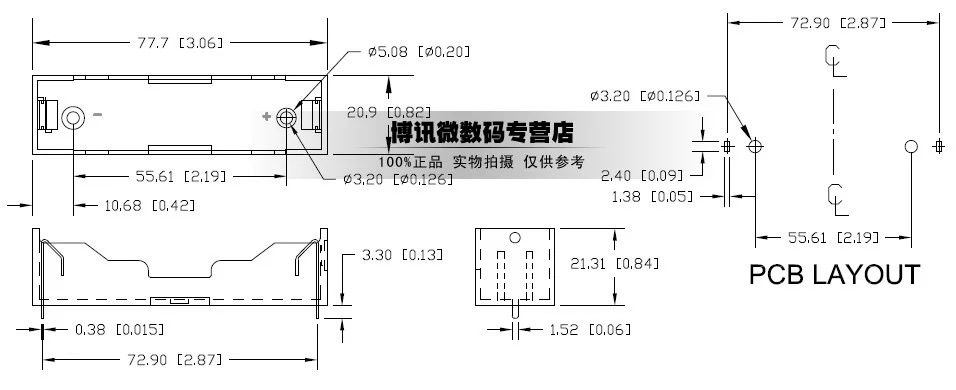 77.7 [3.06]
ø5.08 [ø0.20]
-
+
20.9 [0.82]
博讯微数码专营店
100%正品 实物拍摄 仅供参考
55.61 [2.19]
ø3.20 [ø0.126]
10.68 [0.42]
3.30 [0.13]
21.31 [0.84]
0.38 [0.015]
1.52 [0.06]
72.90 [2.87]
72.90 [2.87]
CL
ø3.20 [ø0.126]
2.40 [0.09]
1.38 [0.05]
CL
55.61 [2.19]
PCB LAYOUT